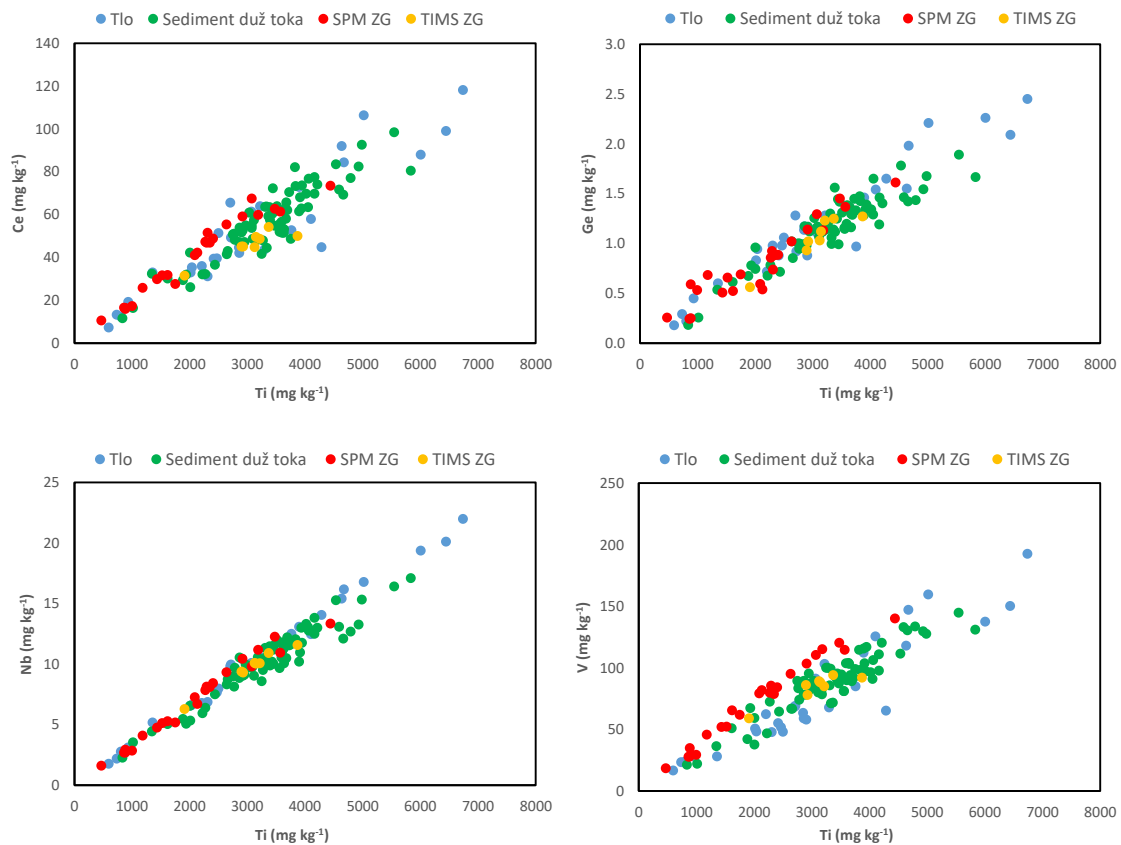 Tlo Sediment duž toka SPM ZG TIMS ZG
140
120
100
80
60
40
20
0
Ce (mg kg⁻¹)
0 1000 2000 3000 4000 5000 6000 7000 8000
Ti (mg kg⁻¹)
Tlo Sediment duž toka SPM ZG TIMS ZG
3.0
2.5
2.0
1.5
1.0
0.5
0.0
Ge (mg kg⁻¹)
0 1000 2000 3000 4000 5000 6000 7000 8000
Ti (mg kg⁻¹)
Tlo Sediment duž toka SPM ZG TIMS ZG
25
20
15
10
5
0
Nb (mg kg⁻¹)
0 1000 2000 3000 4000 5000 6000 7000 8000
Ti (mg kg⁻¹)
Tlo Sediment duž toka SPM ZG TIMS ZG
250
200
150
100
50
0
V (mg kg⁻¹)
0 1000 2000 3000 4000 5000 6000 7000 8000
Ti (mg kg⁻¹)